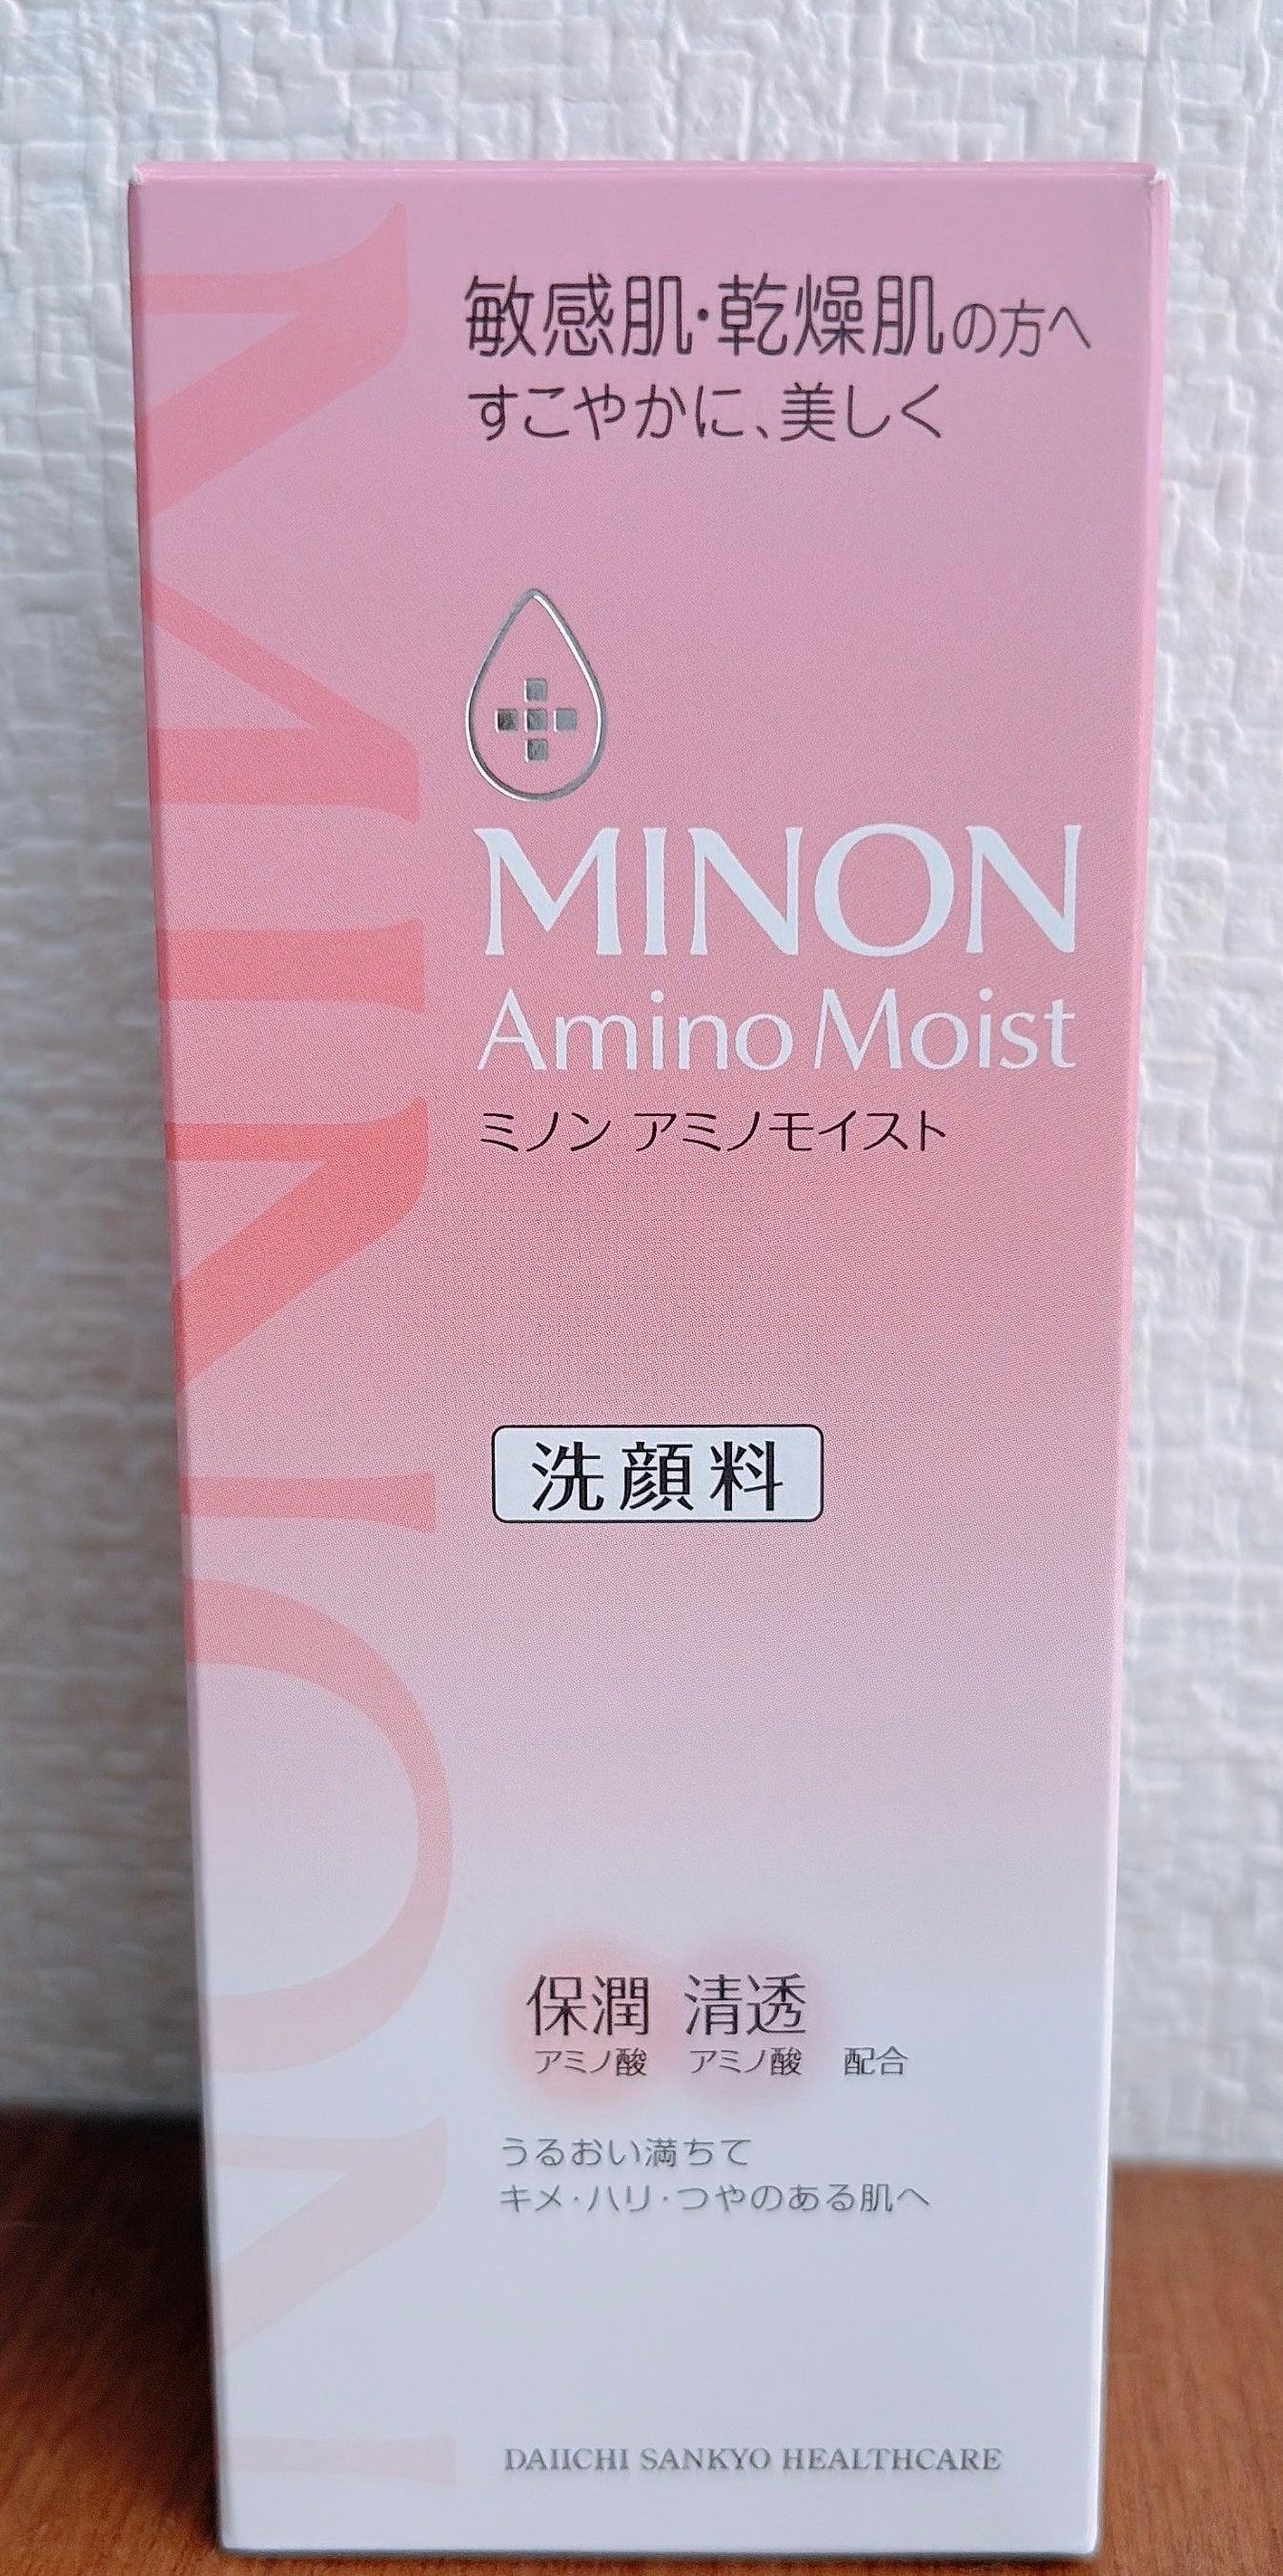 敏感肌・乾燥肌の方へ
すこやかに、美しく
MINON
MINON
Amino Moist
ミノン アミノモイスト
洗顔料
保潤 清透
アミノ酸 アミノ酸 配合
うるおい満ちて
キメ・ハリ・つやのある肌へ
DAIICHI SANKYO HEALTHCARE